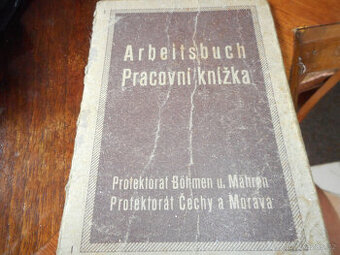 Arbeitsbuch
Pracovní knížka
Protektorat Böhmen u. Mähren
Protektorát Čechy a Morava